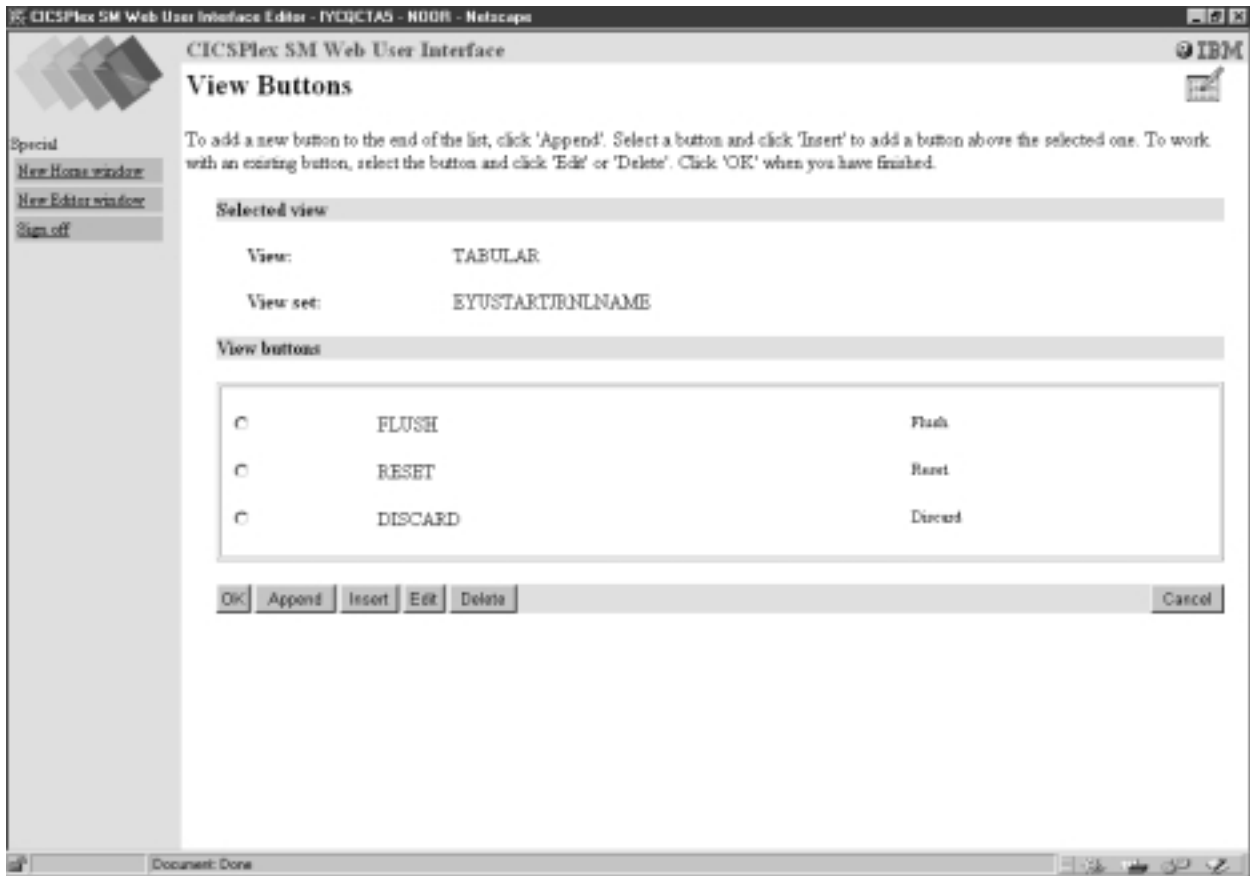 CICSPlex SM Web User Interface Editor - IYCQCTAS - NOOR - Netscape
CICSPlex SM Web User Interface
IBM
View Buttons
Special
New Home window
New Editor window
Sign off
To add a new button to the end of the list, click 'Append'. Select a button and click 'Insert' to add a button above the selected one. To work
with an existing button, select the button and click 'Edit' or 'Delete'. Click 'OK' when you have finished.
Selected view
View: TABULAR
View set: EYUSTARTJRNLNAME
View buttons
FLUSH Flush
RESET Reset
DISCARD Discard
OK Append Insert Edit Delete Cancel
Document: Done